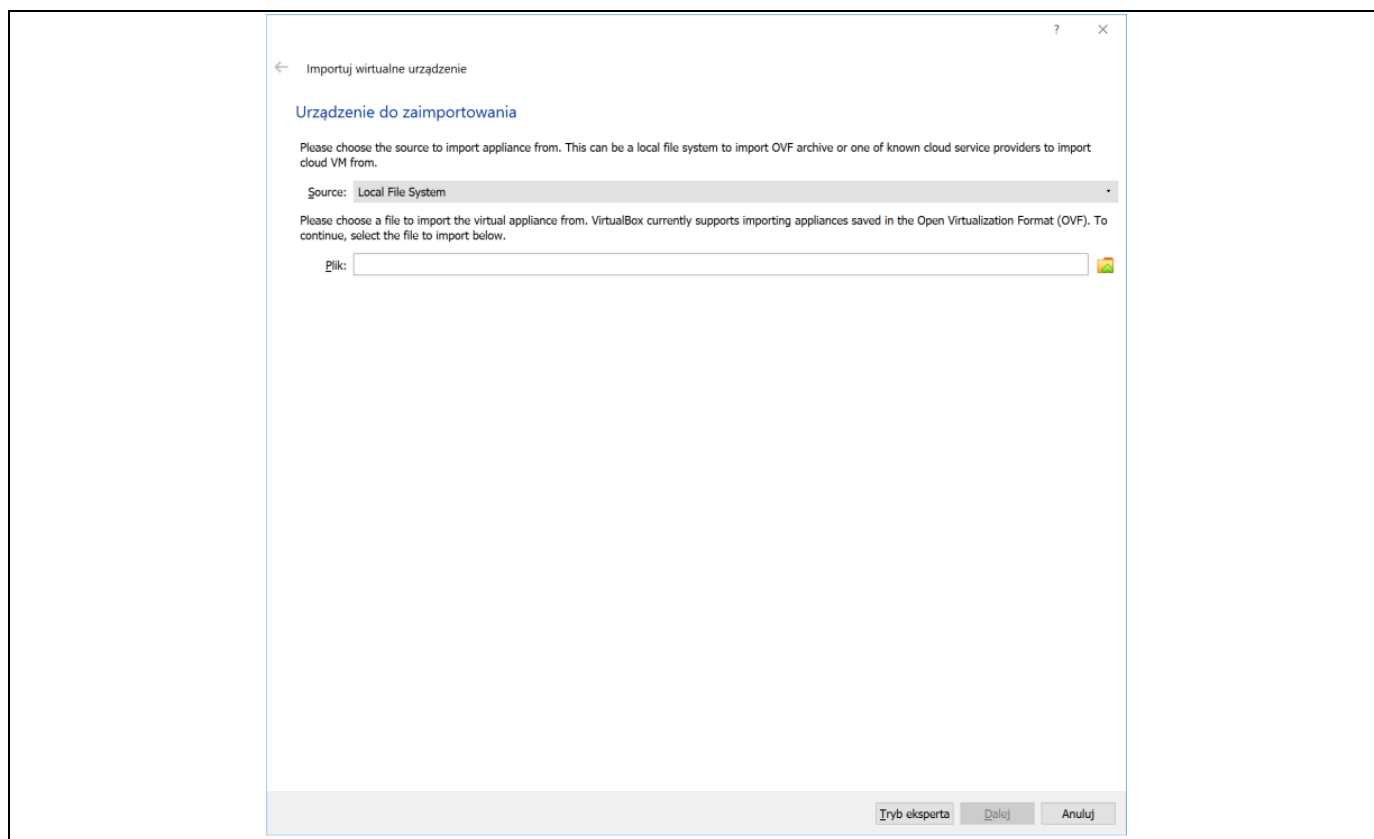 ?
Importuj wirtualne urządzenie
Urządzenie do zaimportowania
Please choose the source to import appliance from. This can be a local file system to import OVF archive or one of known cloud service providers to import
cloud VM from.
Source: Local File System
Please choose a file to import the virtual appliance from. VirtualBox currently supports importing appliances saved in the Open Virtualization Format (OVF). To
continue, select the file to import below.
Plik:
Tryb eksperta Dalej Anuluj